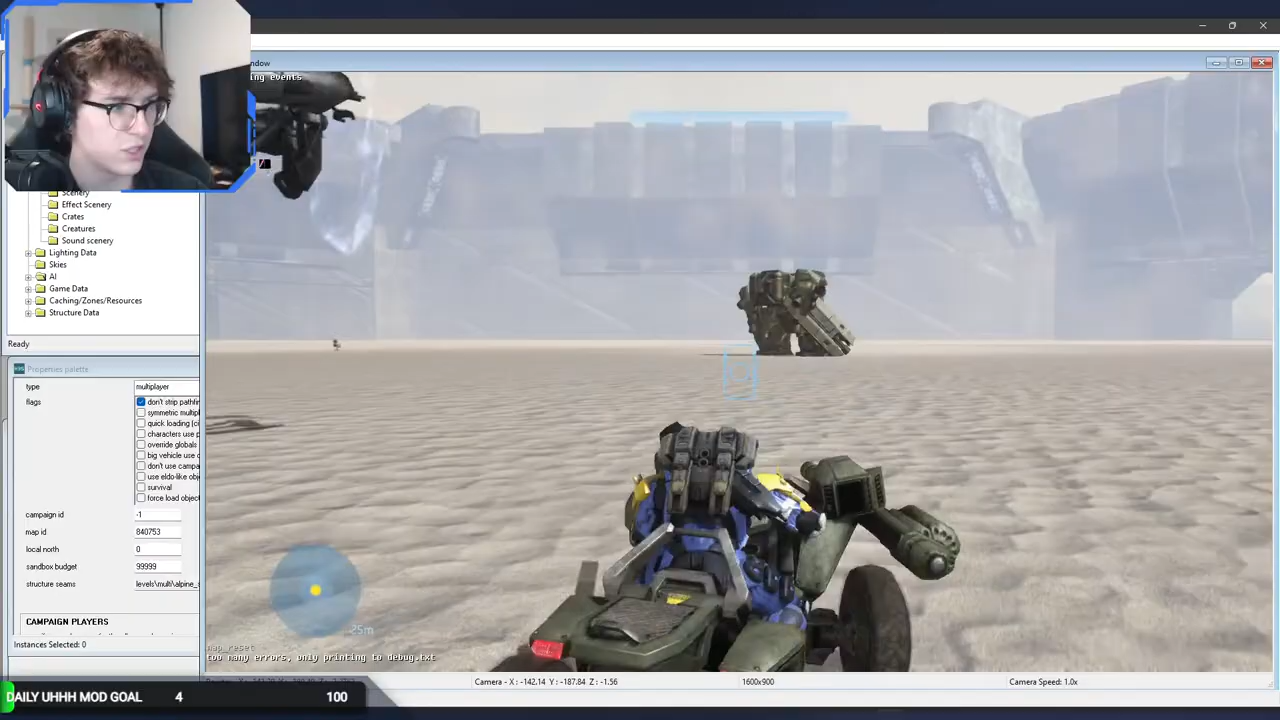 ndow
ing events
Scenery
Effect Scenery
Crates
Creatures
Sound scenery
Lighting Data
Skies
AI
Game Data
Caching/Zones/Resources
Structure Data
Ready
Properties palette
type multiplayer
flags don't strip pathfin
symmetric multipl
quick loading (ci
characters use p
override globals
big vehicle use c
don't use campa
use eldo-like obj
survival
force load object
campaign id -1
map id 840753
local north 0
sandbox budget 99999
structure seams levels\multi\alpine_s
CAMPAIGN PLAYERS
Instances Selected: 0
25m
map_reset
too many errors, only printing to debug.txt
Camera - X : -142.14 Y : -187.84 Z : -1.56
1600x900
Camera Speed: 1.0x
DAILY UHHH MOD GOAL 4 100